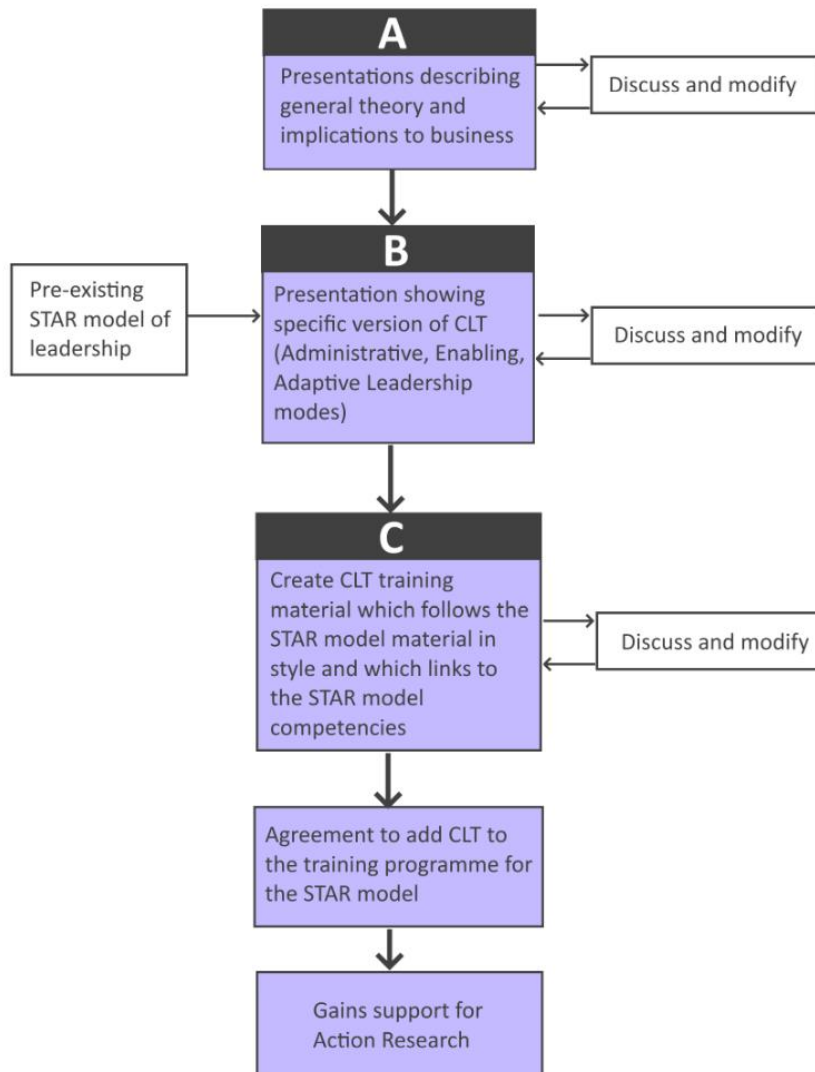 A
Presentations describing
general theory and
implications to business
Discuss and modify
B
Pre-existing
STAR model of
leadership
Presentation showing
specific version of CLT
(Administrative, Enabling,
Adaptive Leadership
modes)
Discuss and modify
C
Create CLT training
material which follows the
STAR model material in
style and which links to
the STAR model
competencies
Discuss and modify
Agreement to add CLT to
the training programme for
the STAR model
Gains support for
Action Research